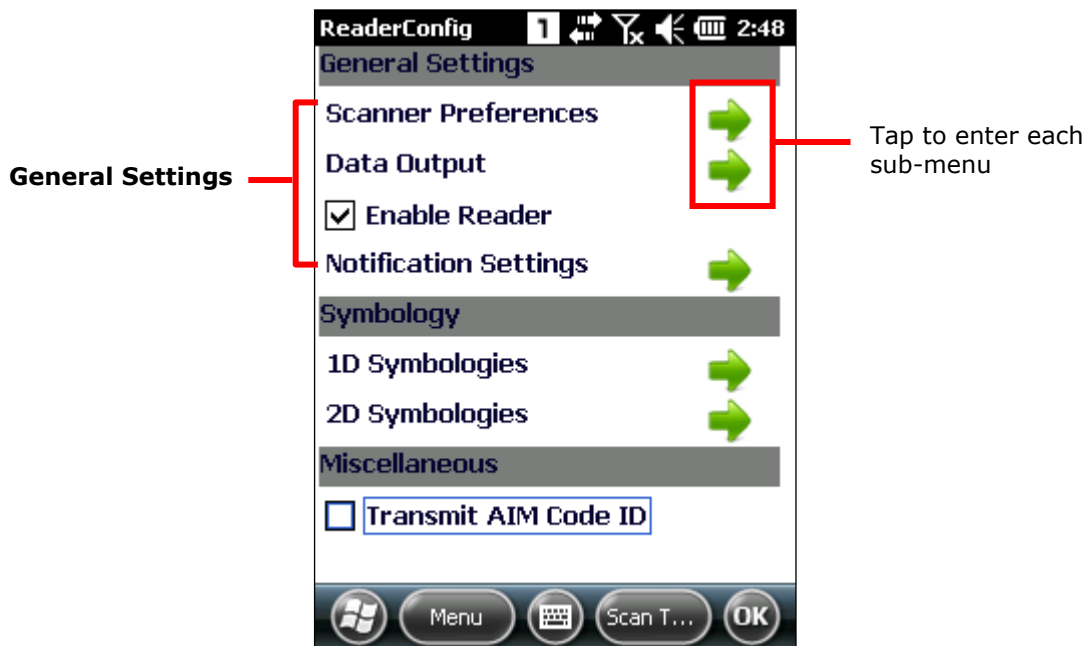 ReaderConfig 1 2:48
General Settings
Scanner Preferences
Data Output
Enable Reader
Notification Settings
Symbology
1D Symbologies
2D Symbologies
Miscellaneous
Transmit AIM Code ID
Menu Scan T... OK
General Settings
Tap to enter each
sub-menu